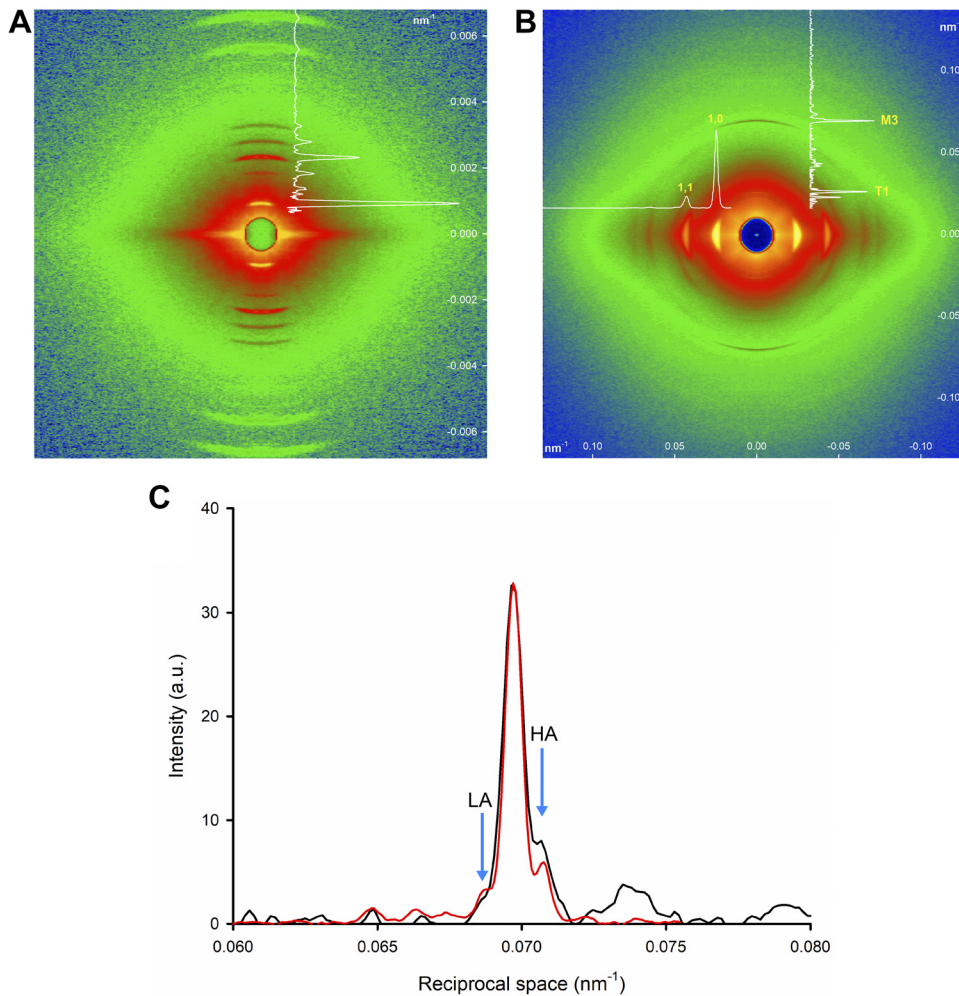 A
nm⁻¹
0.006
0.004
0.002
0.000
-0.002
-0.004
-0.006
B
nm⁻¹
0.10
0.05
0.00
-0.05
-0.10
M3
T1
1,0
1,1
nm⁻¹ 0.10 0.05 0.00 -0.05 -0.10
C
40
30
20
10
0
Intensity (a.u.)
HA
LA
0.060 0.065 0.070 0.075 0.080
Reciprocal space (nm⁻¹)